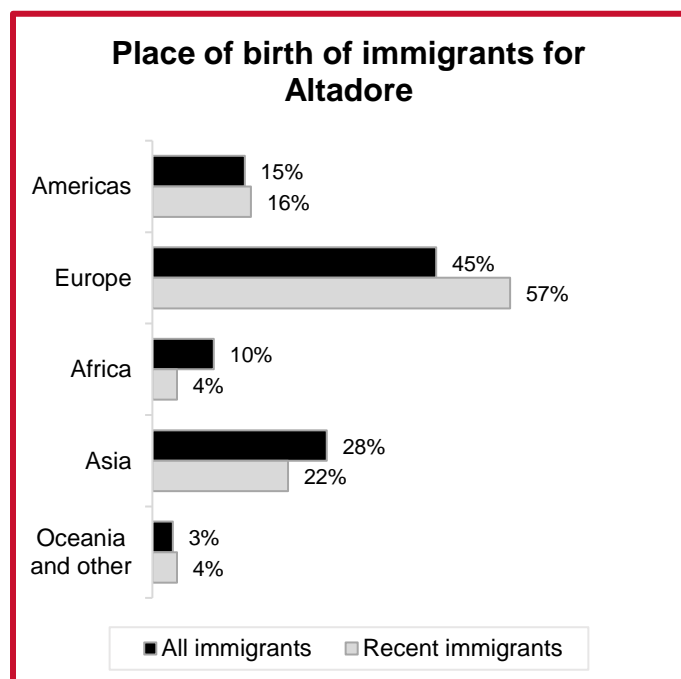 Place of birth of immigrants for
Altadore
Americas
15%
16%
Europe
45%
57%
Africa
10%
4%
Asia
28%
22%
Oceania
and other
3%
4%
All immigrants
Recent immigrants